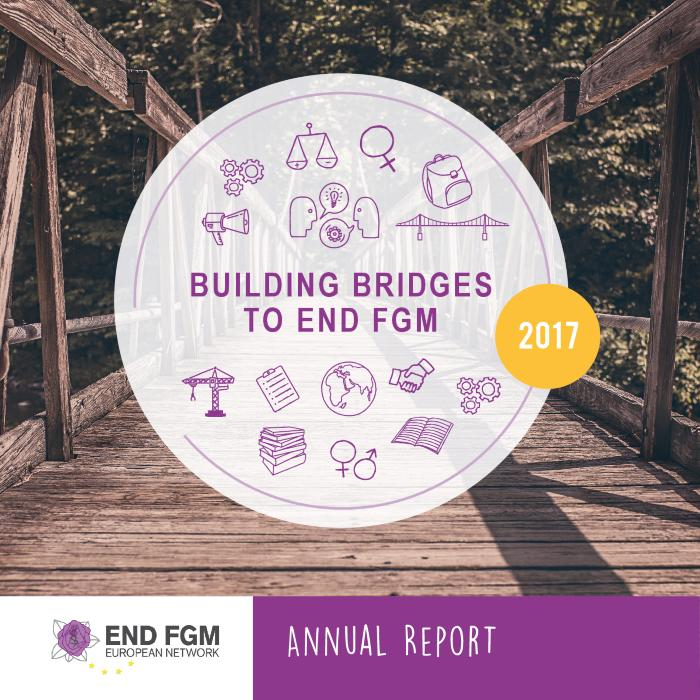 BUILDING BRIDGES
TO END FGM
2017
END FGM
EUROPEAN NETWORK
ANNUAL REPORT